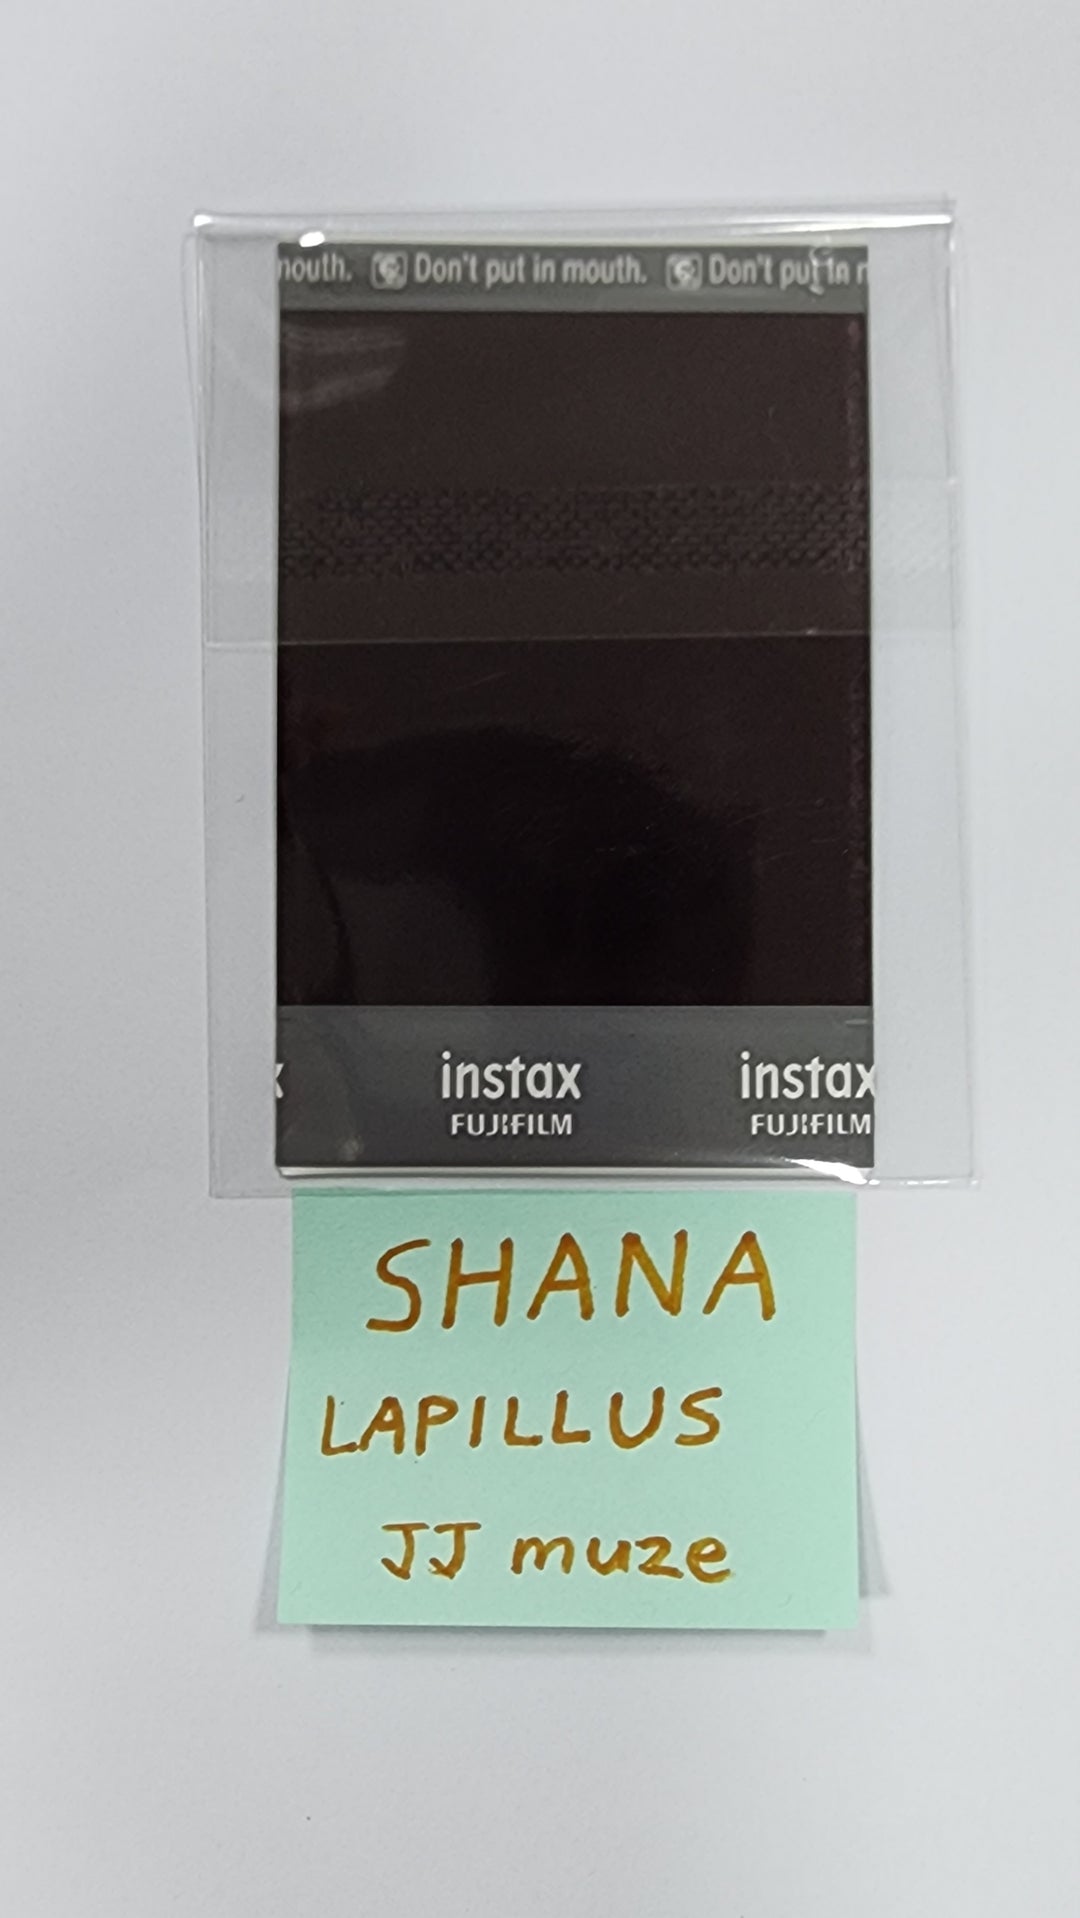 mouth. Don't put in mouth. Don't put in
instax instax
FUJIFILM FUJIFILM
SHANA
LAPILLUS
JJ muze